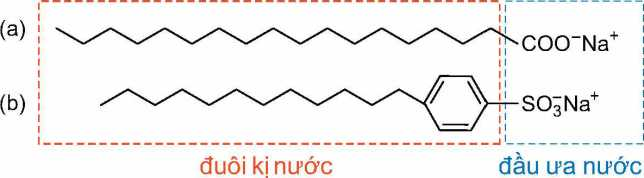 (a) COO⁻Na⁺
(b) SO₃⁻Na⁺
đuôi kị nước đầu ưa nước